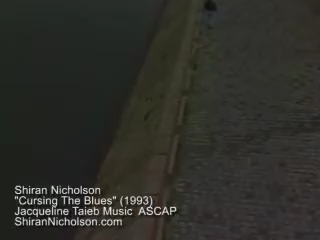 Shiran Nicholson
"Cursing The Blues" (1993)
Jacqueline Taieb Music  ASCAP
ShiranNicholson.com